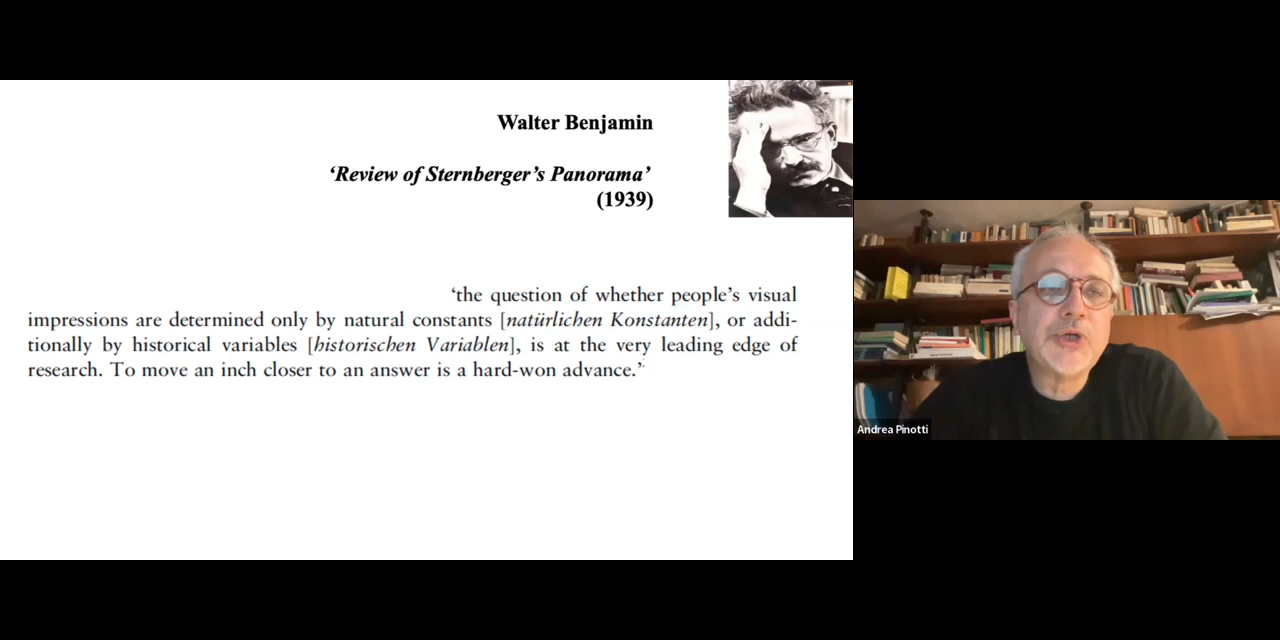 Walter Benjamin
‘Review of Sternberger’s Panorama’
(1939)
‘the question of whether people’s visual
impressions are determined only by natural constants [natürlichen Konstanten], or addi-
tionally by historical variables [historischen Variablen], is at the very leading edge of
research. To move an inch closer to an answer is a hard-won advance.’
Andrea Pinotti